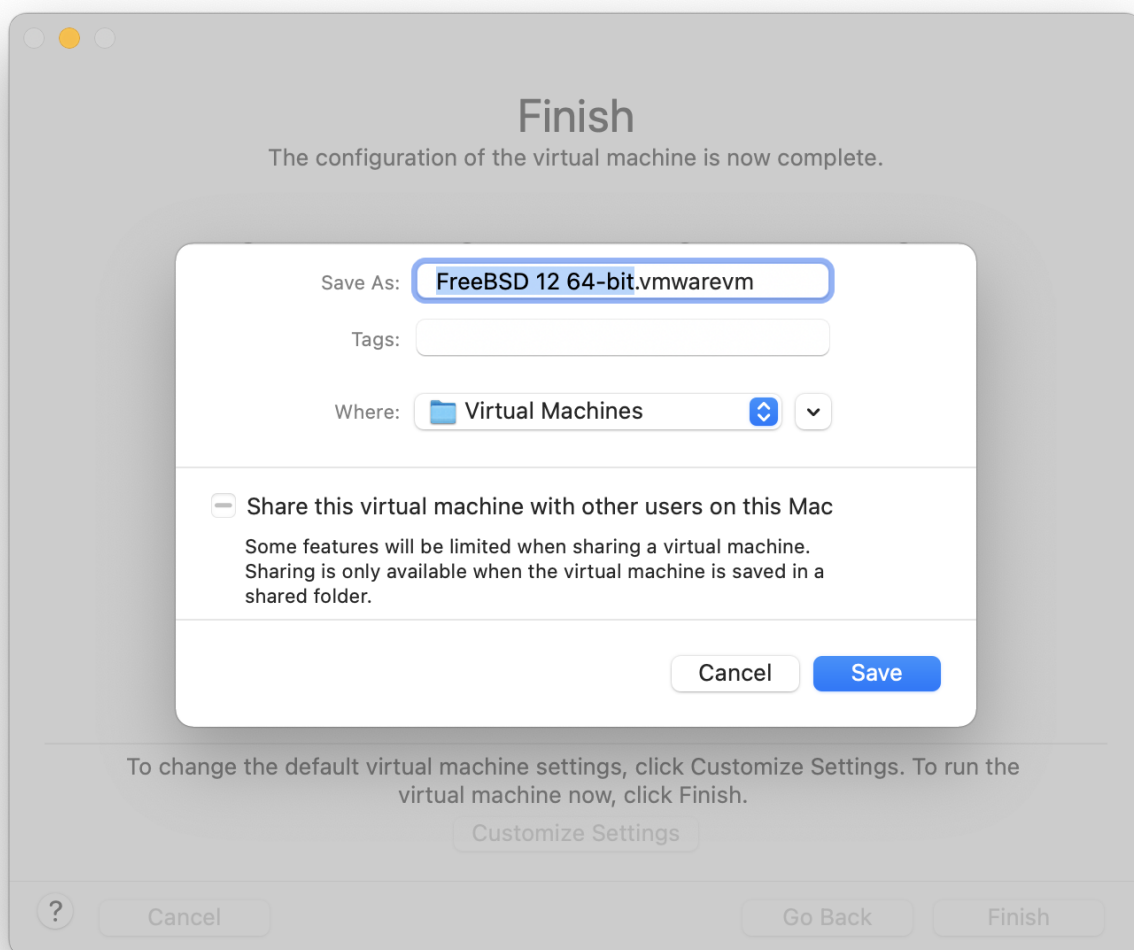 Finish
The configuration of the virtual machine is now complete.
Save As: FreeBSD 12 64-bit.vmwarevm
Tags:
Where: Virtual Machines
Share this virtual machine with other users on this Mac
Some features will be limited when sharing a virtual machine.
Sharing is only available when the virtual machine is saved in a
shared folder.
Cancel Save
To change the default virtual machine settings, click Customize Settings. To run the
virtual machine now, click Finish.
Customize Settings
? Cancel Go Back Finish